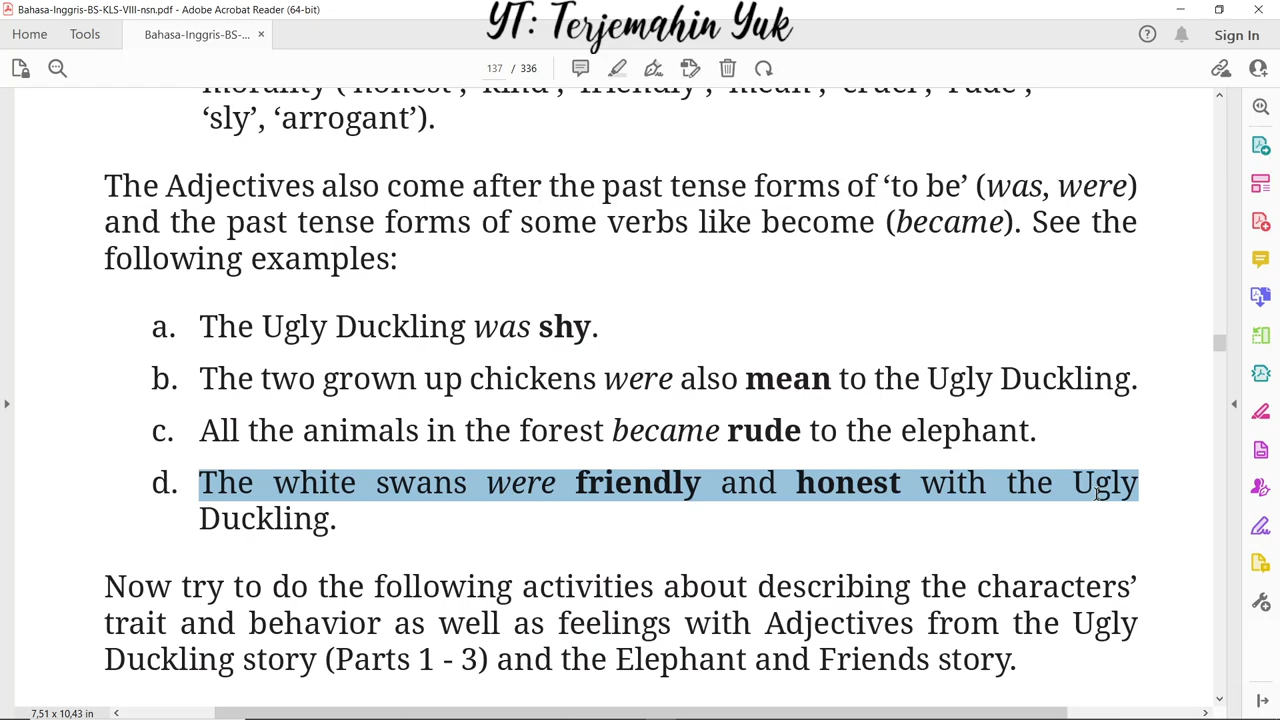 Bahasa-Inggris-BS-KLS-VIII-nsn.pdf - Adobe Acrobat Reader (64-bit)
YT: Terjemahin Yuk
Home Tools Bahasa-Inggris-BS-... × Sign In
137 / 336
morality (‘honest’, ‘kind’, ‘friendly’, ‘mean’, ‘cruel’, ‘rude’,
‘sly’, ‘arrogant’).
The Adjectives also come after the past tense forms of ‘to be’ (was, were)
and the past tense forms of some verbs like become (became). See the
following examples:
a. The Ugly Duckling was shy.
b. The two grown up chickens were also mean to the Ugly Duckling.
c. All the animals in the forest became rude to the elephant.
d. The white swans were friendly and honest with the Ugly
Duckling.
Now try to do the following activities about describing the characters’
trait and behavior as well as feelings with Adjectives from the Ugly
Duckling story (Parts 1 - 3) and the Elephant and Friends story.
7,51 x 10,43 in